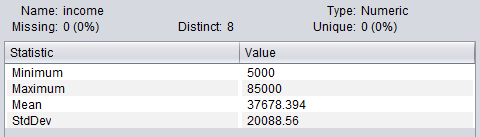 Name: income Type: Numeric
Missing: 0 (0%) Distinct: 8 Unique: 0 (0%)
Statistic Value
Minimum 5000
Maximum 85000
Mean 37678.394
StdDev 20088.56